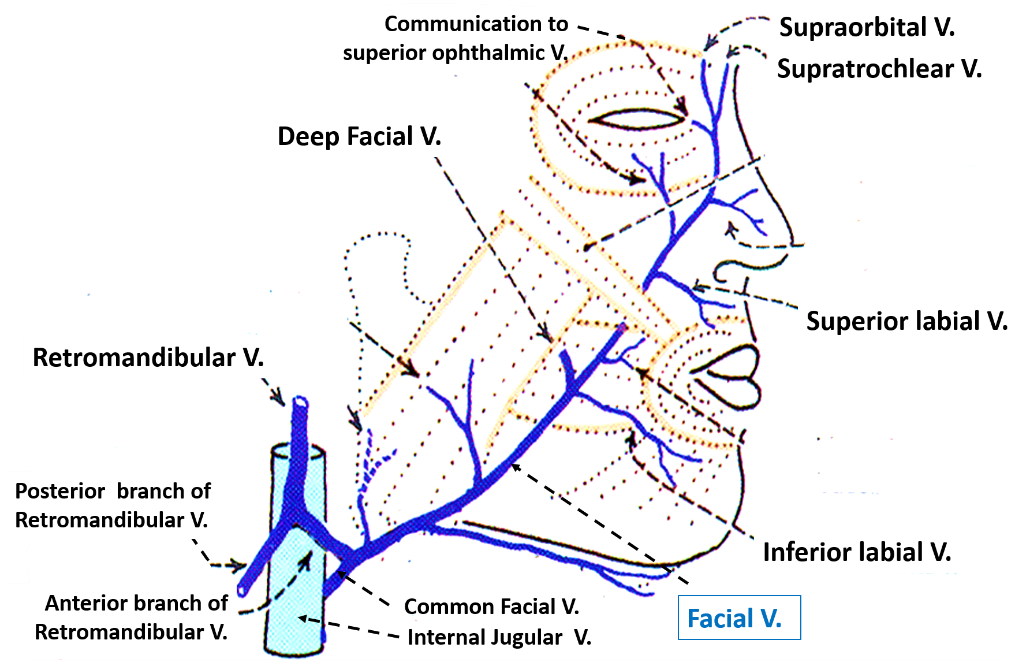 Communication to
superior ophthalmic V.
Supraorbital V.
Supratrochlear V.
Deep Facial V.
Superior labial V.
Retromandibular V.
Posterior branch of
Retromandibular V.
Inferior labial V.
Anterior branch of
Retromandibular V.
Common Facial V.
Internal Jugular V.
Facial V.